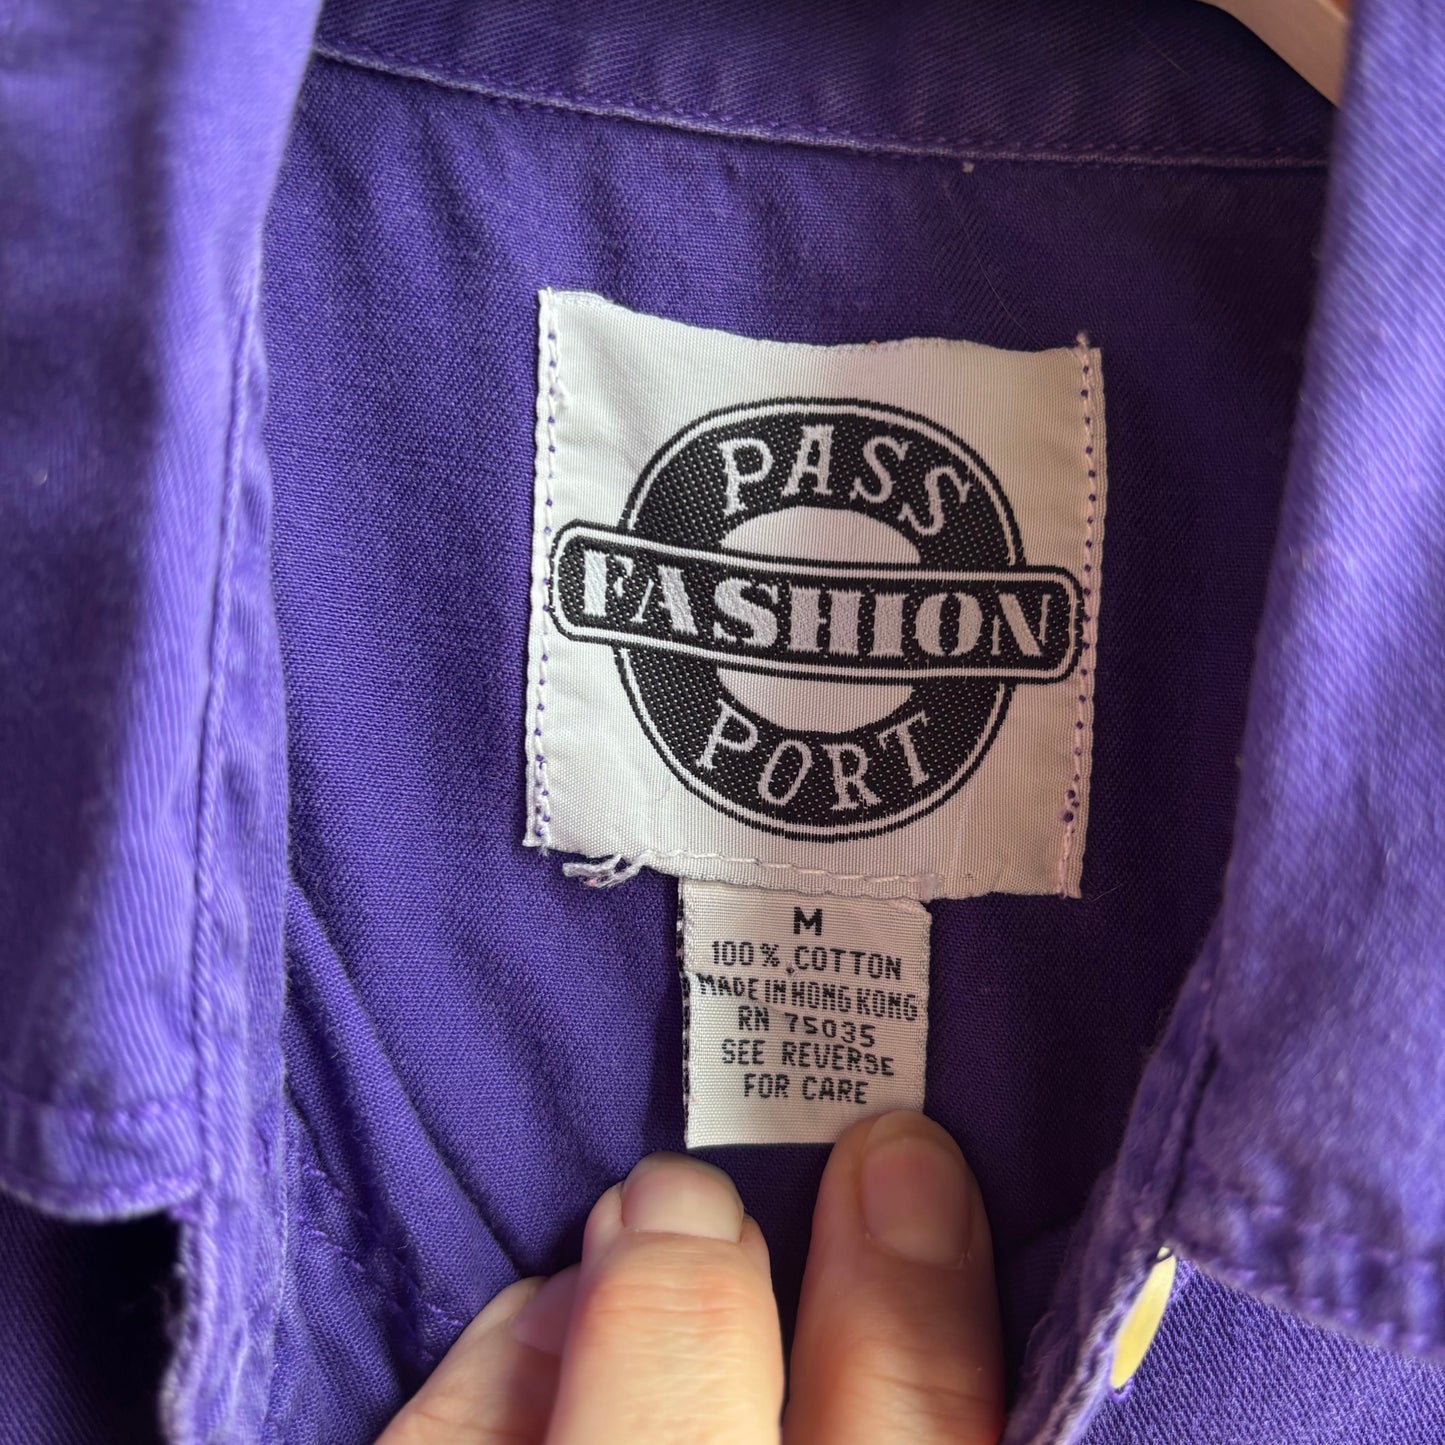 PASS
FASHION
PORT
M
100% COTTON
MADE IN HONG KONG
RN 75035
SEE REVERSE
FOR CARE